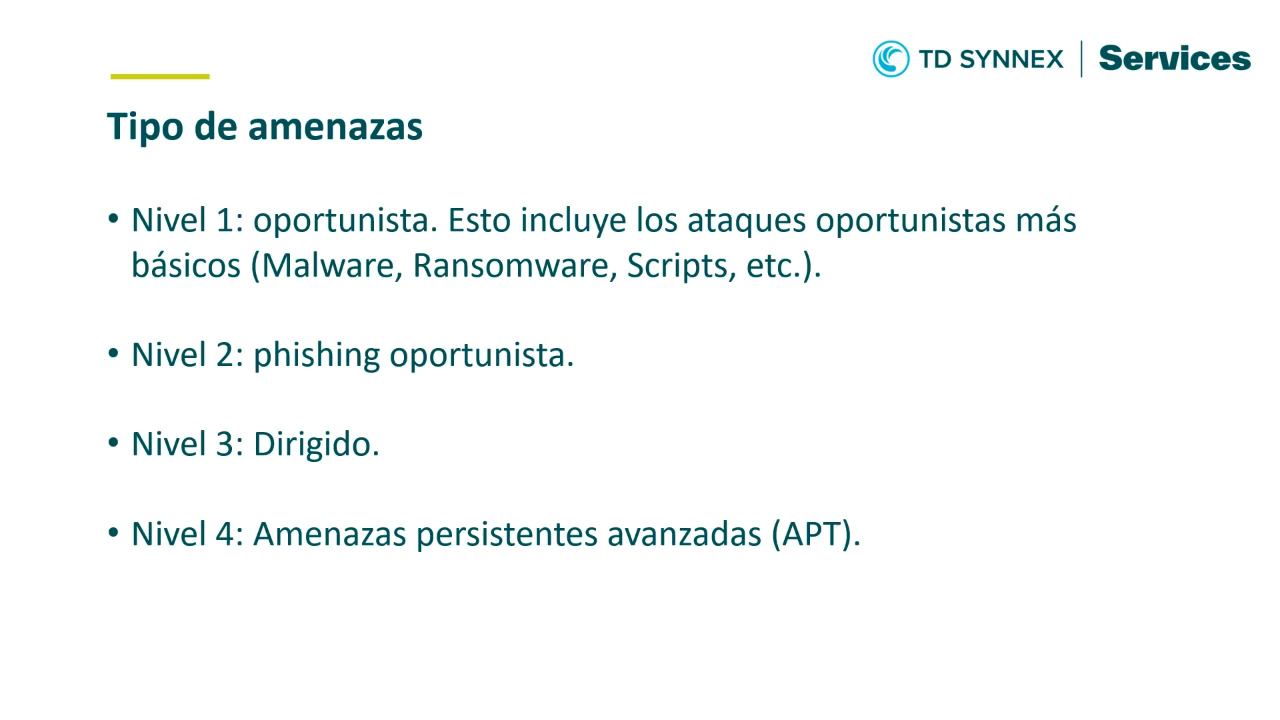 TD SYNNEX | Services
Tipo de amenazas
• Nivel 1: oportunista. Esto incluye los ataques oportunistas más
básicos (Malware, Ransomware, Scripts, etc.).
• Nivel 2: phishing oportunista.
• Nivel 3: Dirigido.
• Nivel 4: Amenazas persistentes avanzadas (APT).